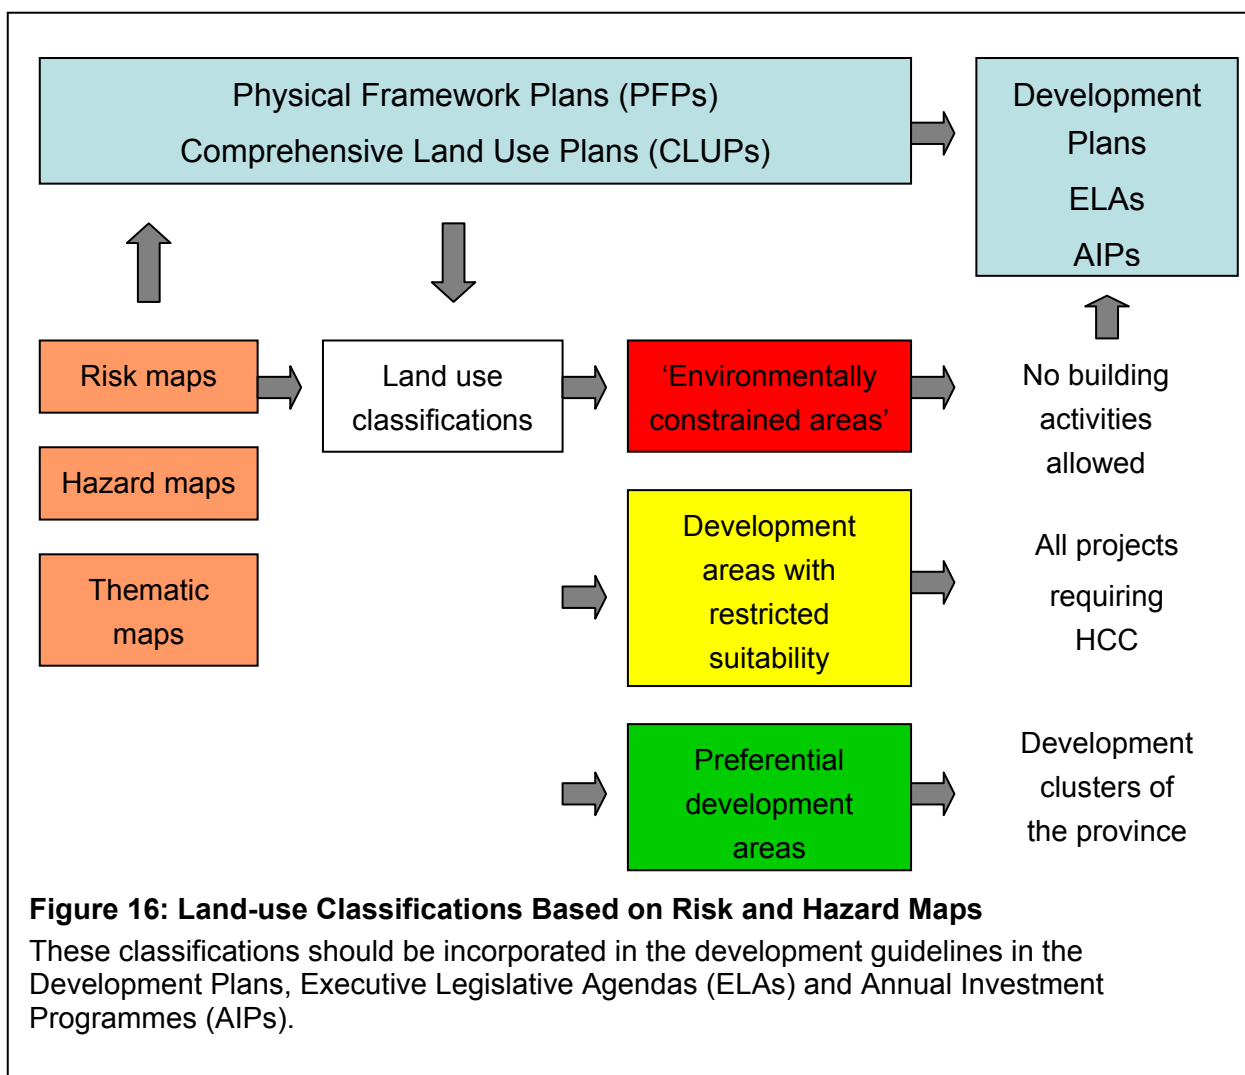 Physical Framework Plans (PFPs)
Comprehensive Land Use Plans (CLUPs)
Development
Plans
ELAs
AIPs
Risk maps
Land use
classifications
‘Environmentally
constrained areas’
No building
activities
allowed
Hazard maps
Thematic
maps
Development
areas with
restricted
suitability
All projects
requiring
HCC
Preferential
development
areas
Development
clusters of
the province
Figure 16: Land-use Classifications Based on Risk and Hazard Maps
These classifications should be incorporated in the development guidelines in the
Development Plans, Executive Legislative Agendas (ELAs) and Annual Investment
Programmes (AIPs).